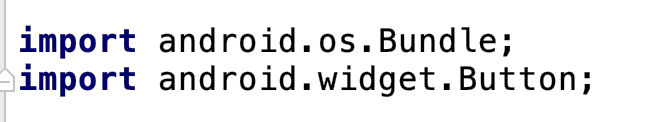 import android.os.Bundle;
import android.widget.Button;